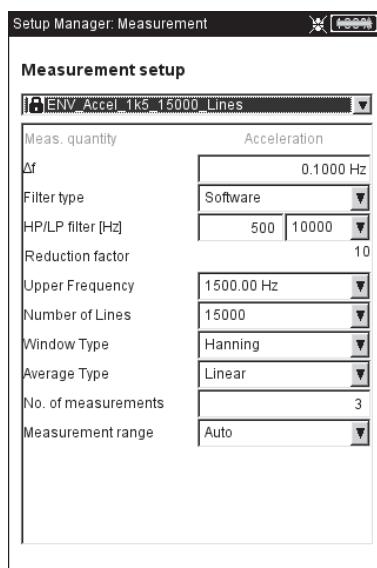 Setup Manager: Measurement 100%
Measurement setup
ENV_Accel_1k5_15000_Lines
Meas. quantity Acceleration
Δf 0.1000 Hz
Filter type Software
HP/LP filter [Hz] 500 10000
Reduction factor 10
Upper Frequency 1500.00 Hz
Number of Lines 15000
Window Type Hanning
Average Type Linear
No. of measurements 3
Measurement range Auto